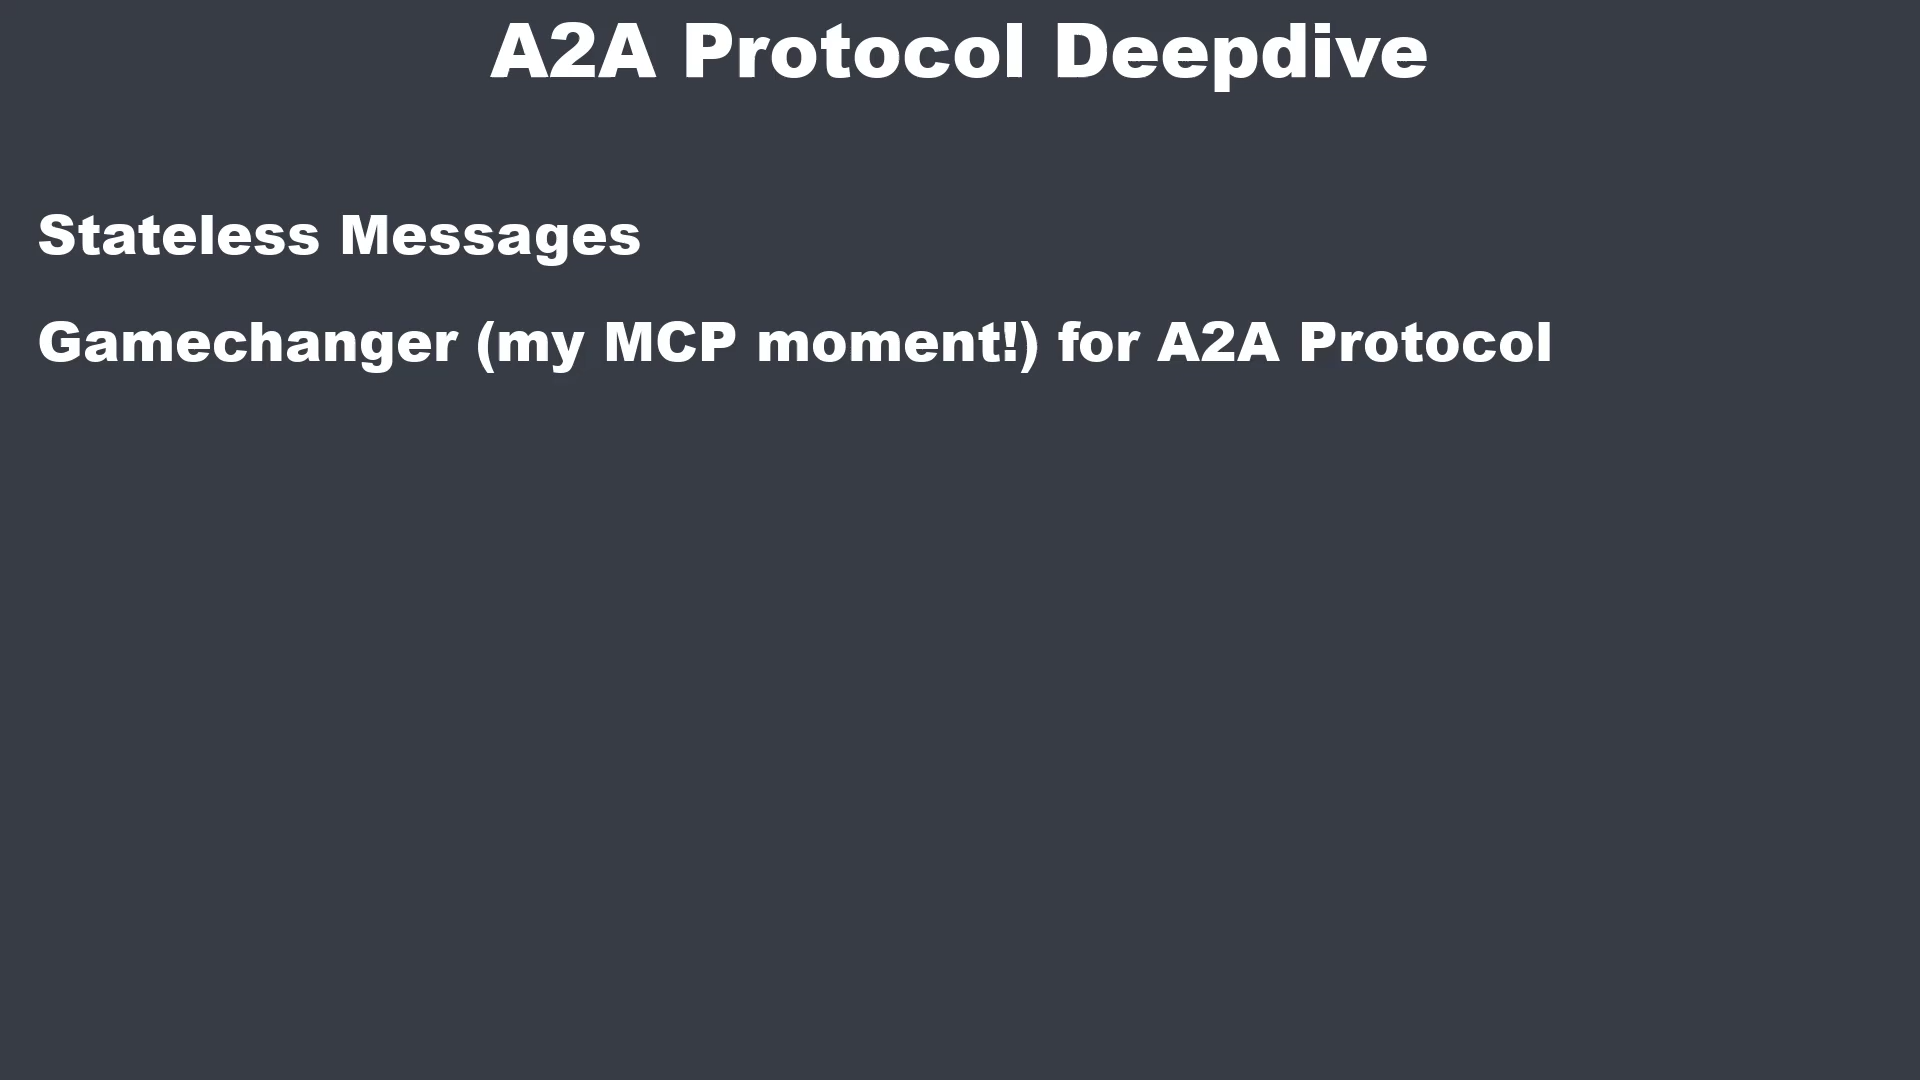 A2A Protocol Deepdive
Stateless Messages
Gamechanger (my MCP moment!) for A2A Protocol